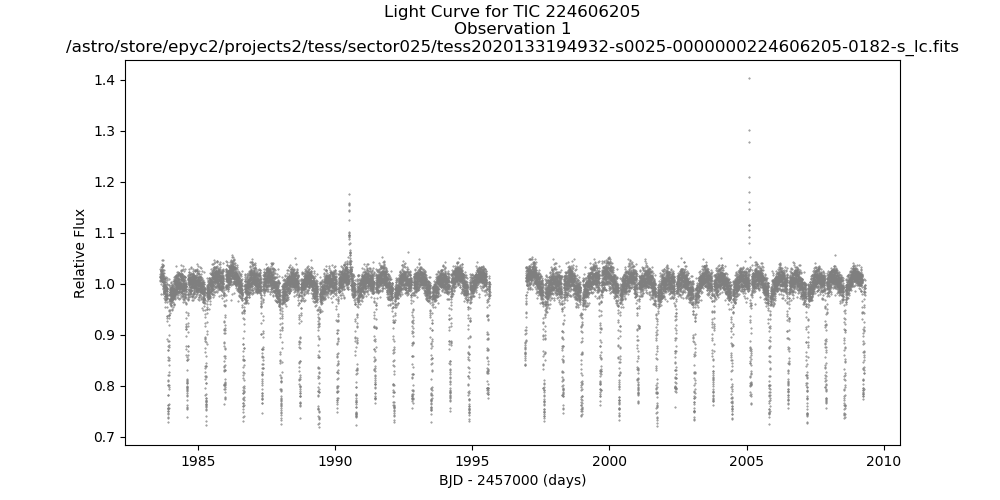 Light Curve for TIC 224606205
Observation 1
/astro/store/epyc2/projects2/tess/sector025/tess2020133194932-s0025-0000000224606205-0182-s_lc.fits
1.4
1.3
1.2
1.1
1.0
0.9
0.8
0.7
Relative Flux
1985 1990 1995 2000 2005 2010
BJD - 2457000 (days)